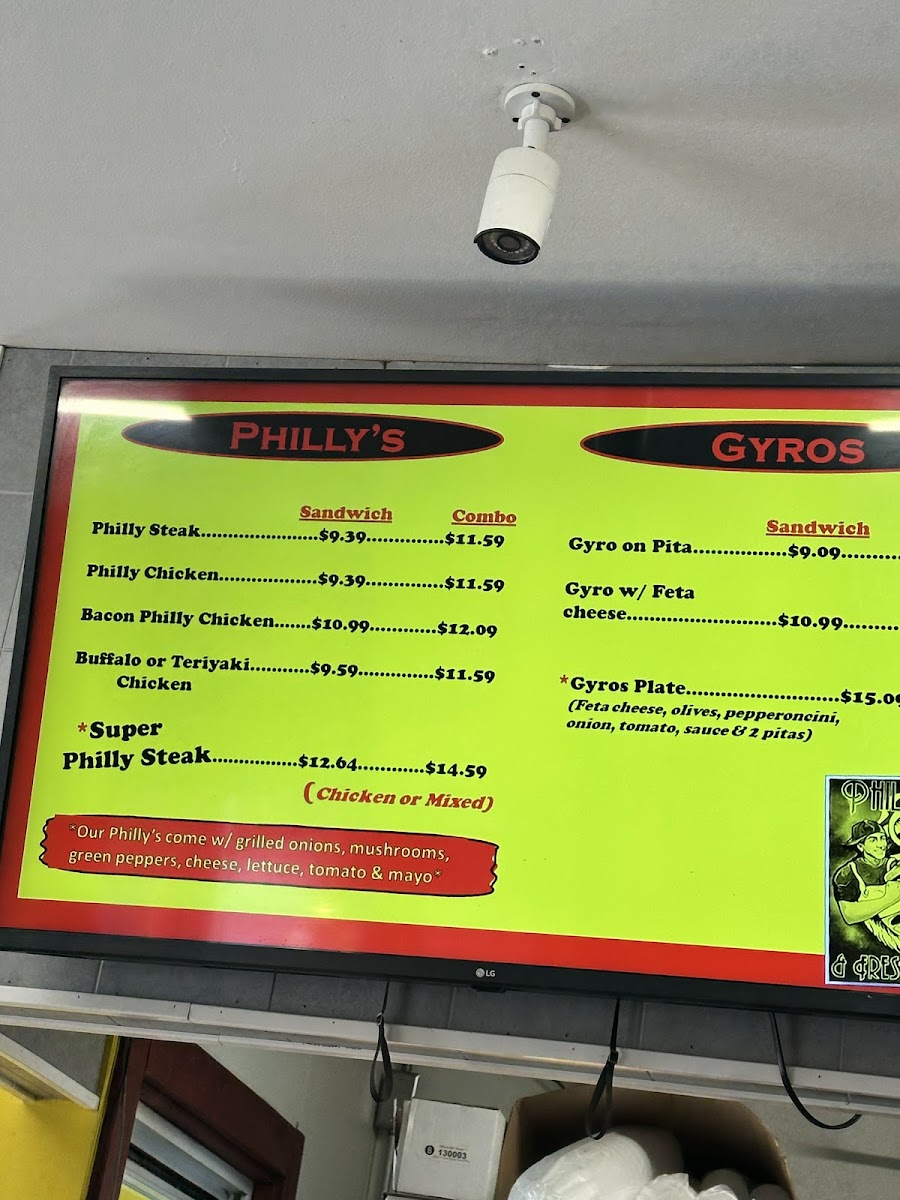 PHILLY'S
Sandwich Combo
Philly Steak......................$9.39...............$11.59
Philly Chicken...................$9.39...............$11.59
Bacon Philly Chicken.......$10.99.............$12.09
Buffalo or Teriyaki...........$9.59...............$11.59
Chicken
*Super
Philly Steak.................$12.64.............$14.59
(Chicken or Mixed)
*Our Philly's come w/ grilled onions, mushrooms,
green peppers, cheese, lettuce, tomato & mayo*
GYROS
Sandwich
Gyro on Pita..................$9.09...........
Gyro w/ Feta
cheese.............................$10.99..........
*Gyros Plate.............................$15.09
(Feta cheese, olives, pepperoncini,
onion, tomato, sauce & 2 pitas)
LG
130003